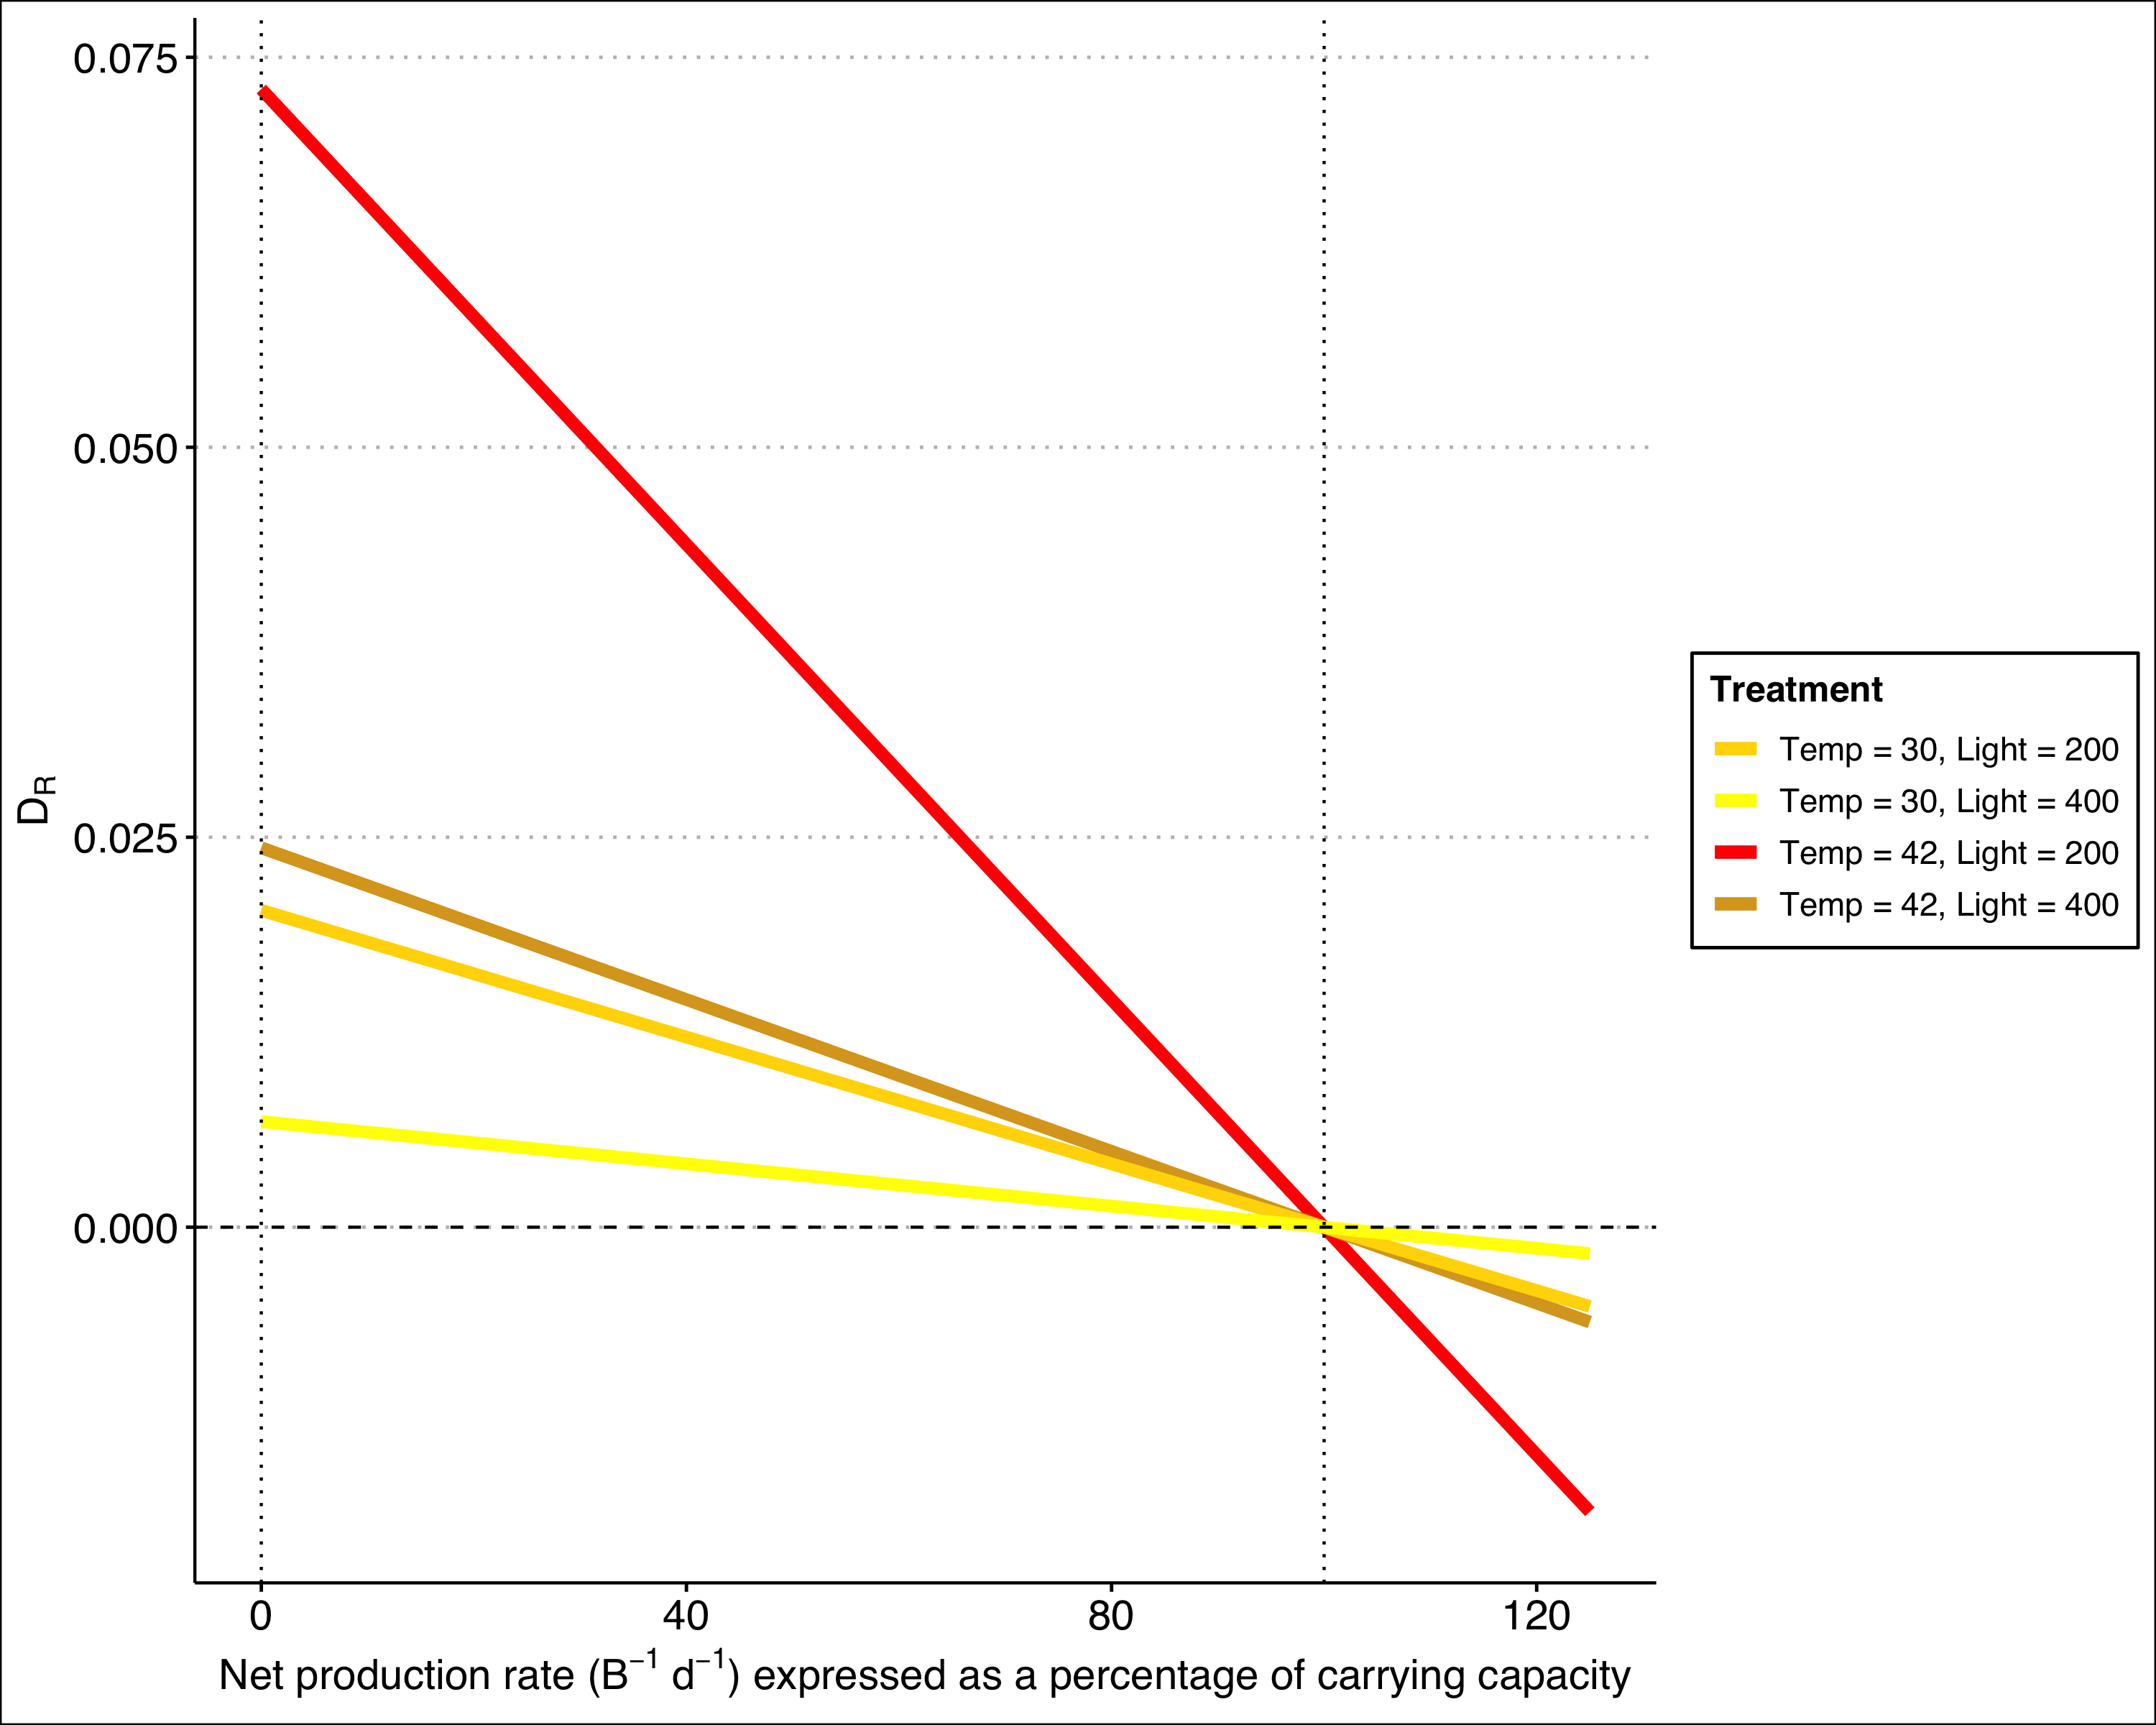 0.075
0.050
0.025
0.000
D_R
0 40 80 120
Net production rate (B⁻¹ d⁻¹) expressed as a percentage of carrying capacity
Treatment
Temp = 30, Light = 200
Temp = 30, Light = 400
Temp = 42, Light = 200
Temp = 42, Light = 400